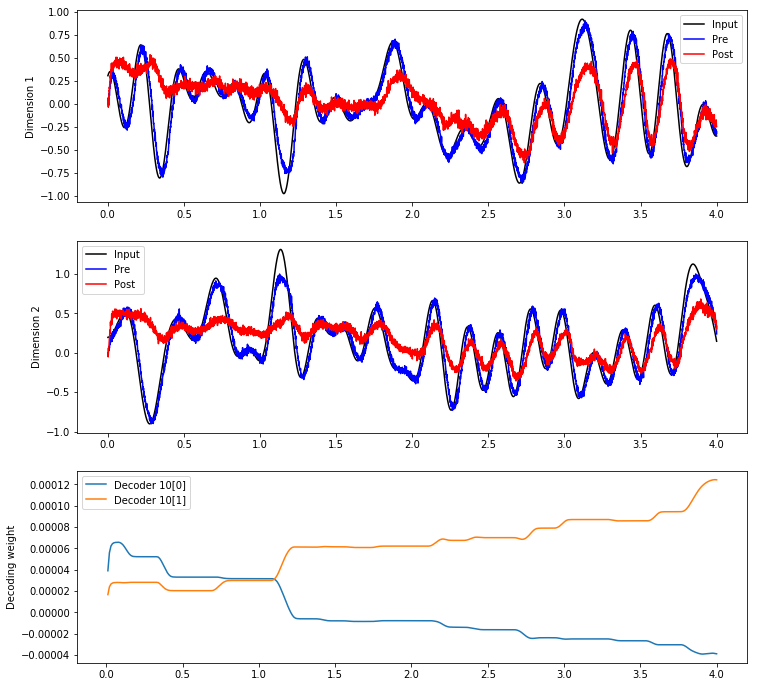 1.00
0.75
0.50
0.25
0.00
−0.25
−0.50
−0.75
−1.00
Dimension 1
Input
Pre
Post
0.0 0.5 1.0 1.5 2.0 2.5 3.0 3.5 4.0
1.0
0.5
0.0
−0.5
−1.0
Dimension 2
Input
Pre
Post
0.0 0.5 1.0 1.5 2.0 2.5 3.0 3.5 4.0
0.00012
0.00010
0.00008
0.00006
0.00004
0.00002
0.00000
−0.00002
−0.00004
Decoding weight
Decoder 10[0]
Decoder 10[1]
0.0 0.5 1.0 1.5 2.0 2.5 3.0 3.5 4.0